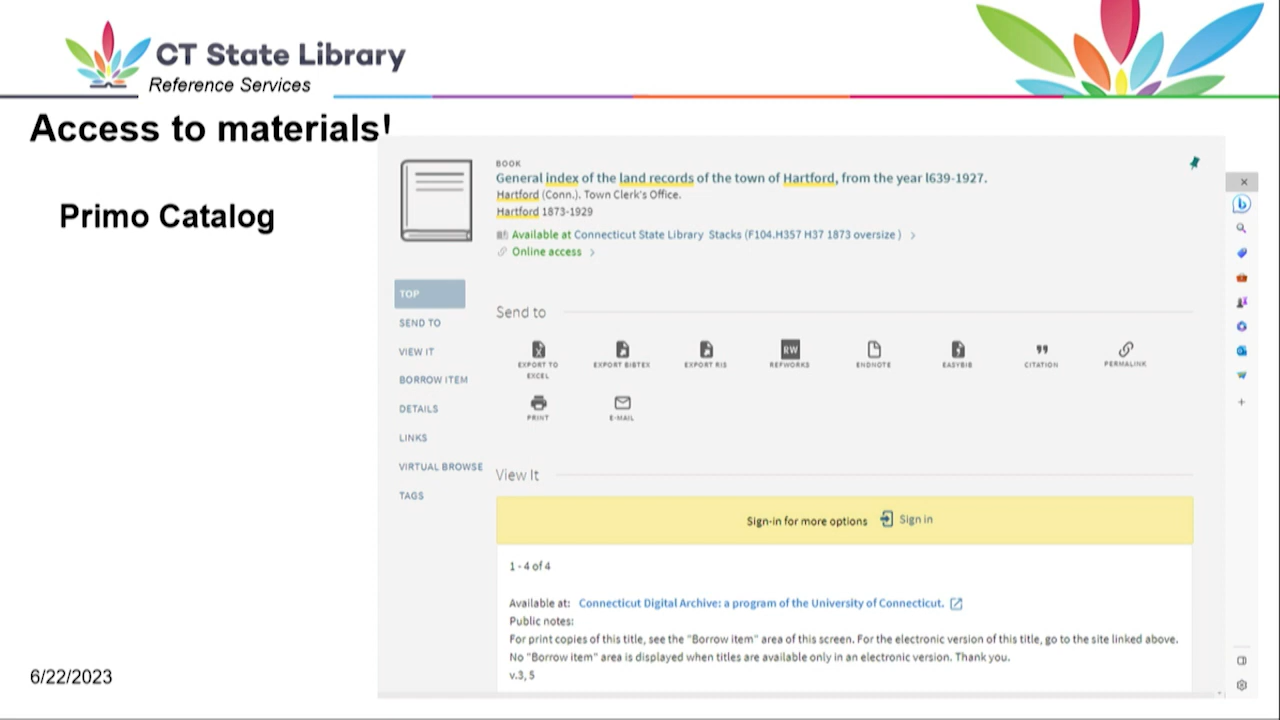 CT State Library
Reference Services
Access to materials!
Primo Catalog
BOOK
General index of the land records of the town of Hartford, from the year l639-1927.
Hartford (Conn.). Town Clerk's Office.
Hartford 1873-1929
Available at Connecticut State Library Stacks (F104.H357 H37 1873 oversize )
Online access
TOP
SEND TO
VIEW IT
BORROW ITEM
DETAILS
LINKS
VIRTUAL BROWSE
TAGS
Send to
EXPORT TO EXCEL
EXPORT BIBTEX
EXPORT RIS
RW
REFWORKS
ENDNOTE
EASYBIB
CITATION
PERMALINK
PRINT
E-MAIL
View It
Sign-in for more options Sign in
1 - 4 of 4
Available at: Connecticut Digital Archive: a program of the University of Connecticut.
Public notes:
For print copies of this title, see the "Borrow item" area of this screen. For the electronic version of this title, go to the site linked above.
No "Borrow item" area is displayed when titles are available only in an electronic version. Thank you.
v.3, 5
6/22/2023